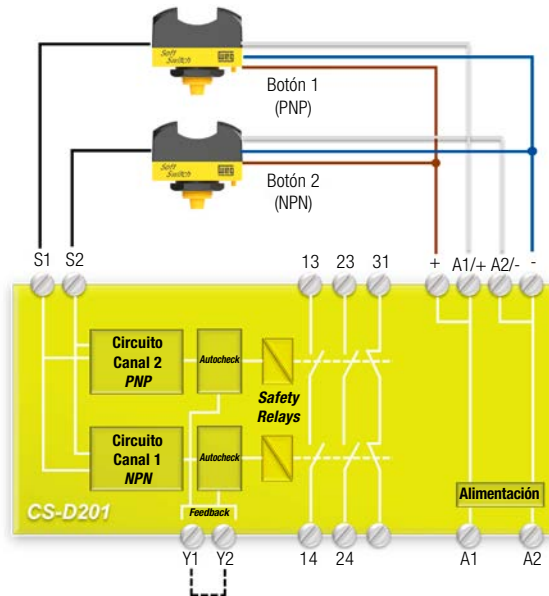 Soft
Switch
WEG
Botón 1
(PNP)
Soft
Switch
WEG
Botón 2
(NPN)
S1 S2 13 23 31 + A1/+ A2/- -
Circuito
Canal 2
PNP
Autocheck
Safety
Relays
Circuito
Canal 1
NPN
Autocheck
Alimentación
CS-D201
Feedback
Y1 Y2 14 24 A1 A2